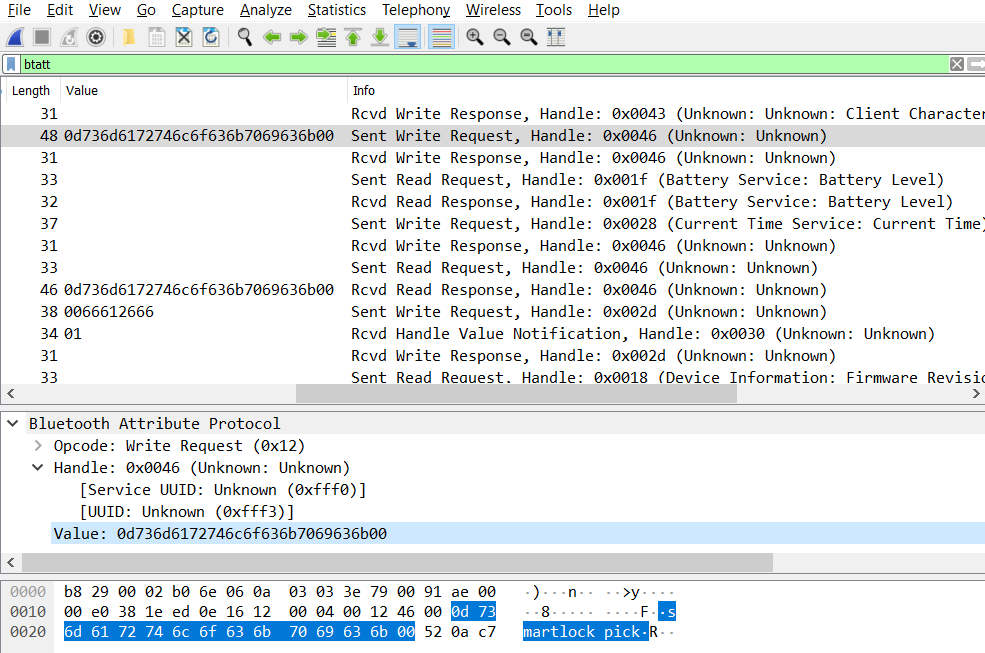 File Edit View Go Capture Analyze Statistics Telephony Wireless Tools Help
btatt
Length Value Info
31 Rcvd Write Response, Handle: 0x0043 (Unknown: Unknown: Client Character
48 0d736d6172746c6f636b7069636b00 Sent Write Request, Handle: 0x0046 (Unknown: Unknown)
31 Rcvd Write Response, Handle: 0x0046 (Unknown: Unknown)
33 Sent Read Request, Handle: 0x001f (Battery Service: Battery Level)
32 Rcvd Read Response, Handle: 0x001f (Battery Service: Battery Level)
37 Sent Write Request, Handle: 0x0028 (Current Time Service: Current Time)
31 Rcvd Write Response, Handle: 0x0046 (Unknown: Unknown)
33 Sent Read Request, Handle: 0x0046 (Unknown: Unknown)
46 0d736d6172746c6f636b7069636b00 Rcvd Read Response, Handle: 0x0046 (Unknown: Unknown)
38 0066612666 Sent Write Request, Handle: 0x002d (Unknown: Unknown)
34 01 Rcvd Handle Value Notification, Handle: 0x0030 (Unknown: Unknown)
31 Rcvd Write Response, Handle: 0x002d (Unknown: Unknown)
33 Sent Read Request, Handle: 0x0018 (Device Information: Firmware Revisio
Bluetooth Attribute Protocol
Opcode: Write Request (0x12)
Handle: 0x0046 (Unknown: Unknown)
[Service UUID: Unknown (0xfff0)]
[UUID: Unknown (0xfff3)]
Value: 0d736d6172746c6f636b7069636b00
0000 b8 29 00 02 b0 6e 06 0a 03 03 3e 79 00 91 ae 00 ·)···n·· ··>y····
0010 00 e0 38 1e ed 0e 16 12 00 04 00 12 46 00 0d 73 ··8····· ····F··s
0020 6d 61 72 74 6c 6f 63 6b 70 69 63 6b 00 52 0a c7 martlock pick·R··